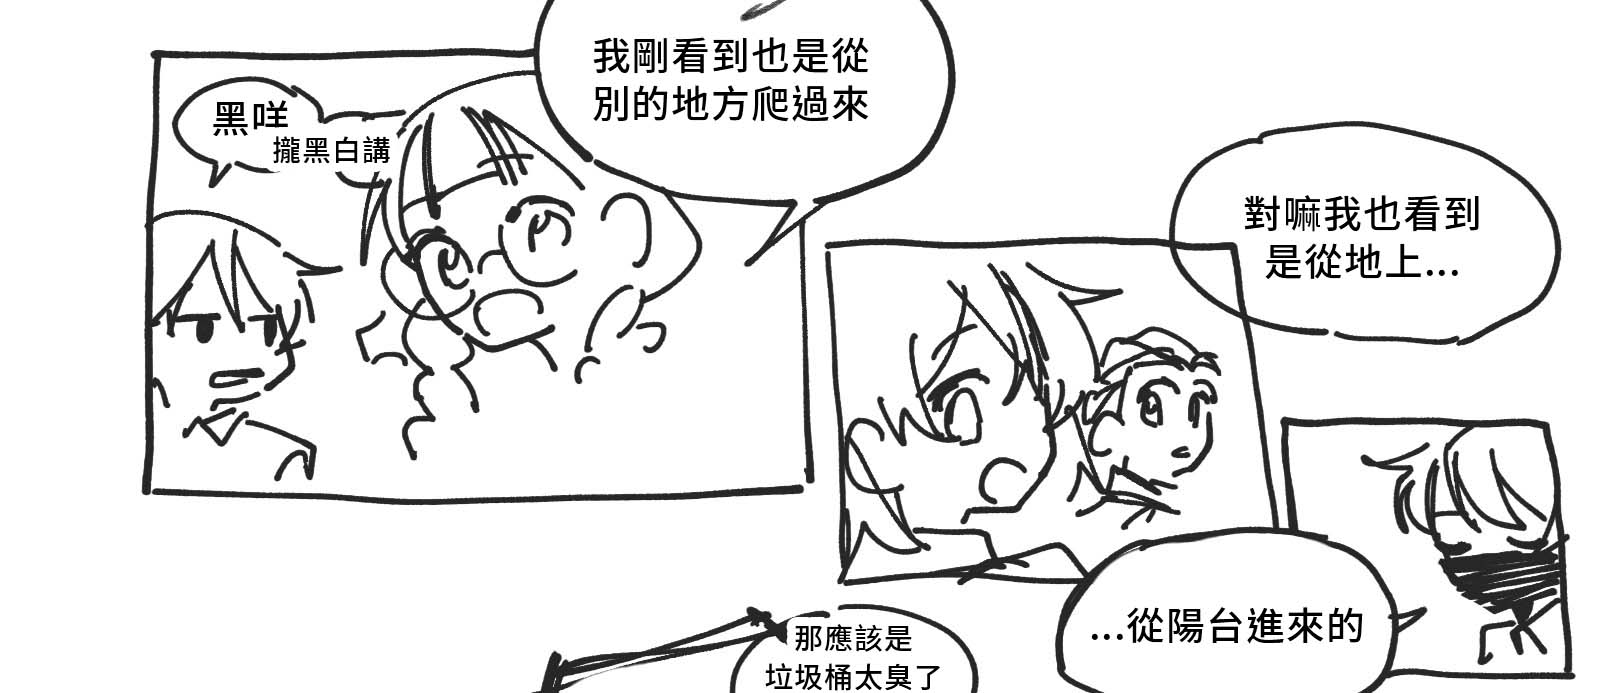 我剛看到也是從
別的地方爬過來
黑咩
攏黑白講
對嘛我也看到
是從地上...
...從陽台進來的
那應該是
垃圾桶太臭了